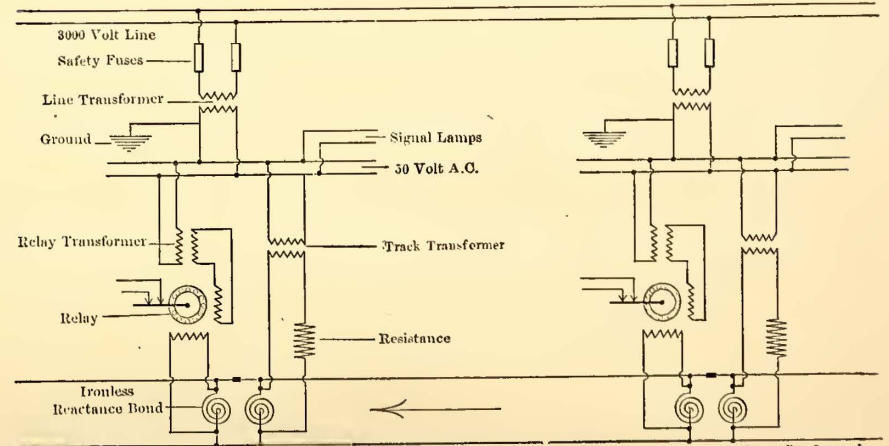 3000 Volt Line
Safety Fuses
Line Transformer
Ground
Signal Lamps
50 Volt A.C.
Relay Transformer
Track Transformer
Relay
Resistance
Ironless
Reactance Bond